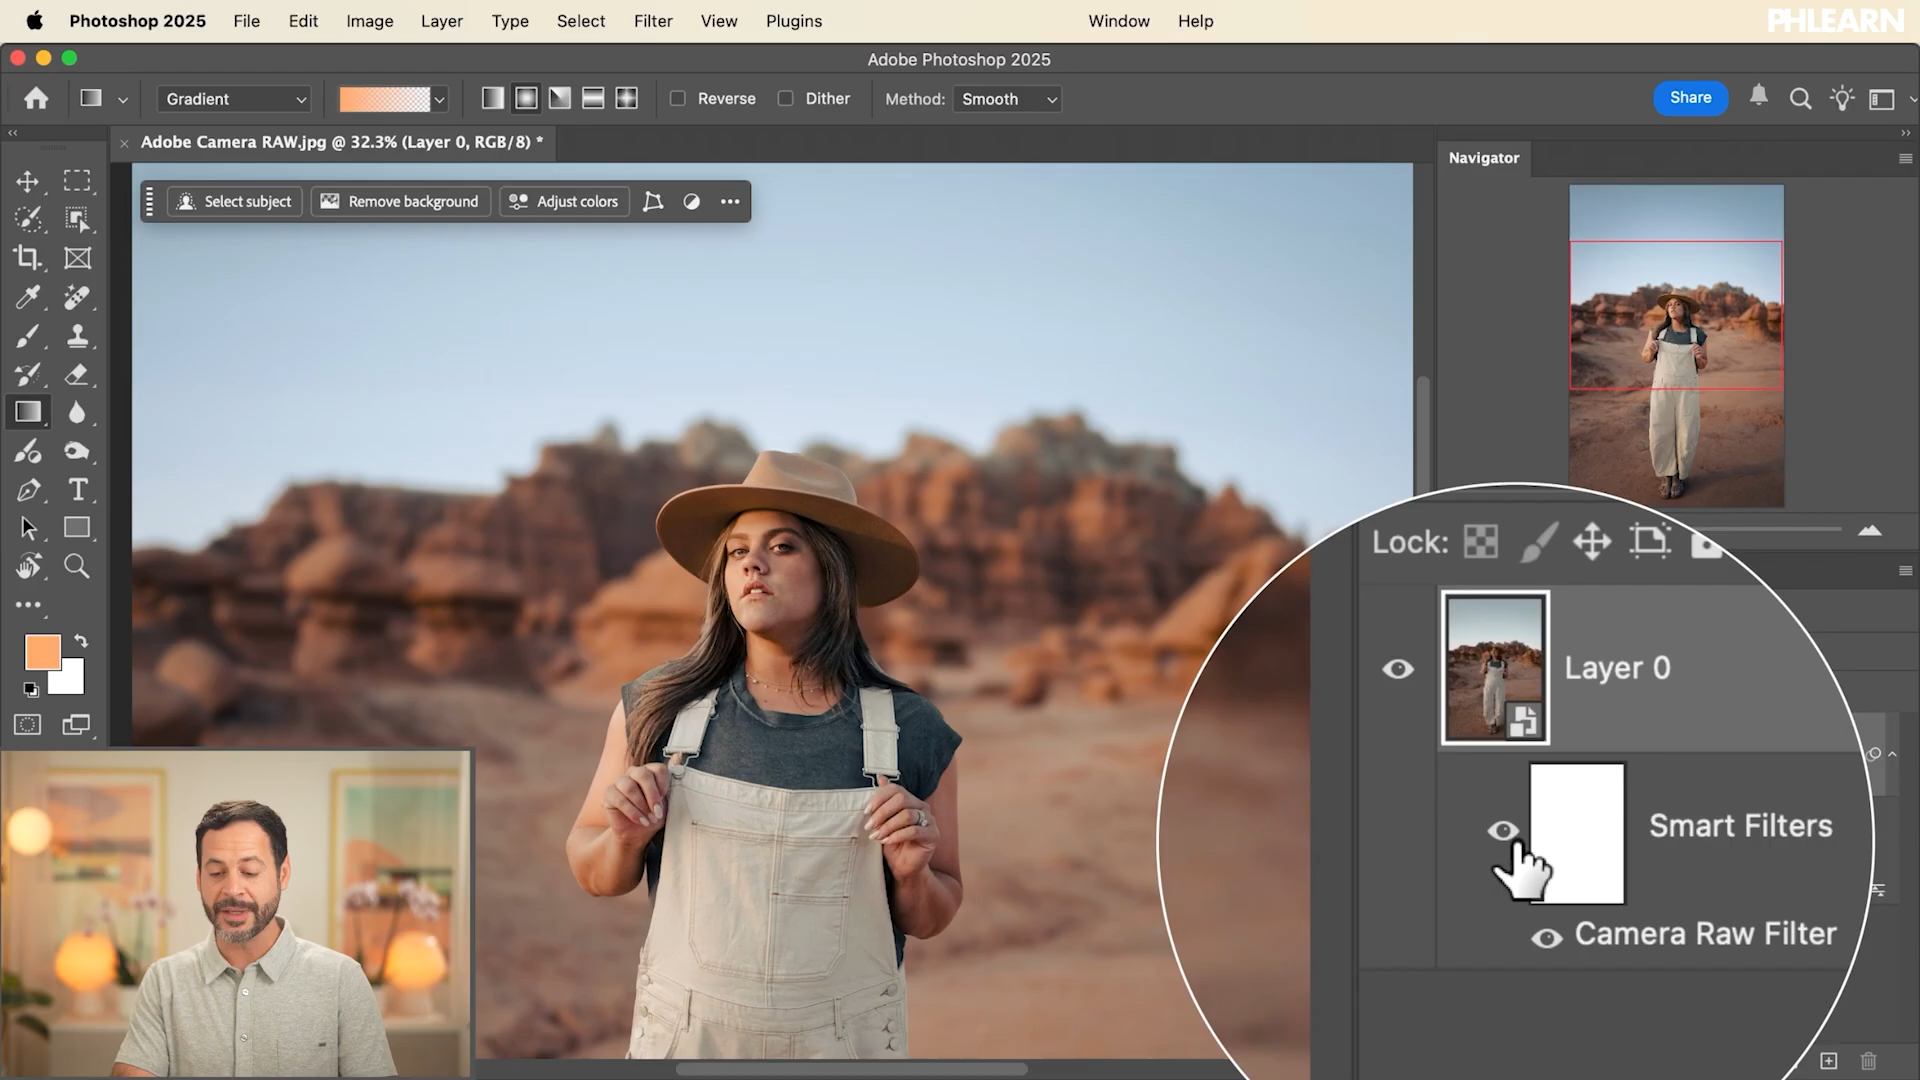 Photoshop 2025 File Edit Image Layer Type Select Filter View Plugins Window Help
PHLEARN
Adobe Photoshop 2025
Gradient Reverse Dither Method: Smooth Share
Adobe Camera RAW.jpg @ 32.3% (Layer 0, RGB/8) *
Navigator
Select subject Remove background Adjust colors
Lock:
Layer 0
Smart Filters
Camera Raw Filter